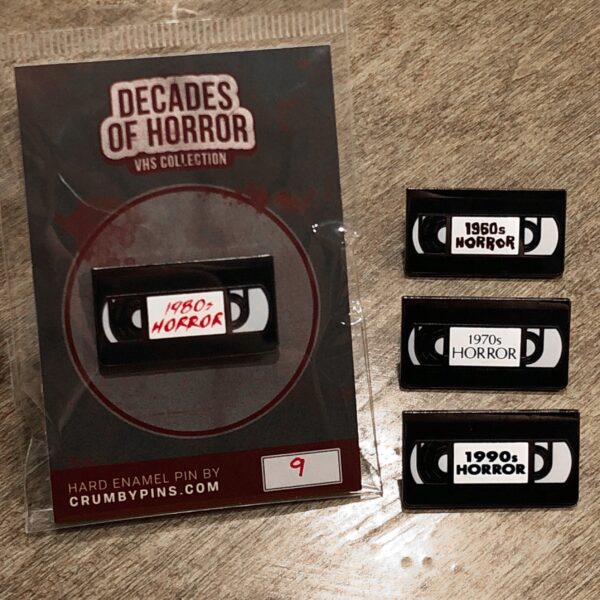 DECADES
OF HORROR
VHS COLLECTION
1980s
HORROR
HARD ENAMEL PIN BY
CRUMBYPINS.COM
9
1960s
HORROR
1970s
HORROR
1990s
HORROR